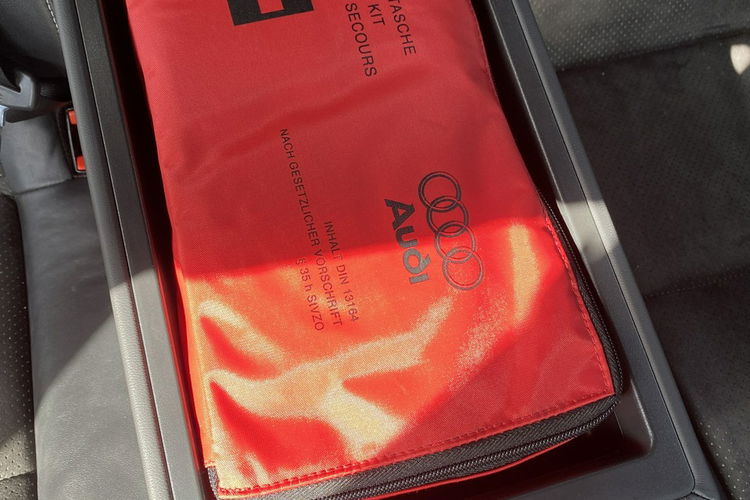 TASCHE
KIT
SECOURS
Audi
INHALT DIN 13164
NACH GESETZLICHER VORSCHRIFT
§ 35 h StVZO